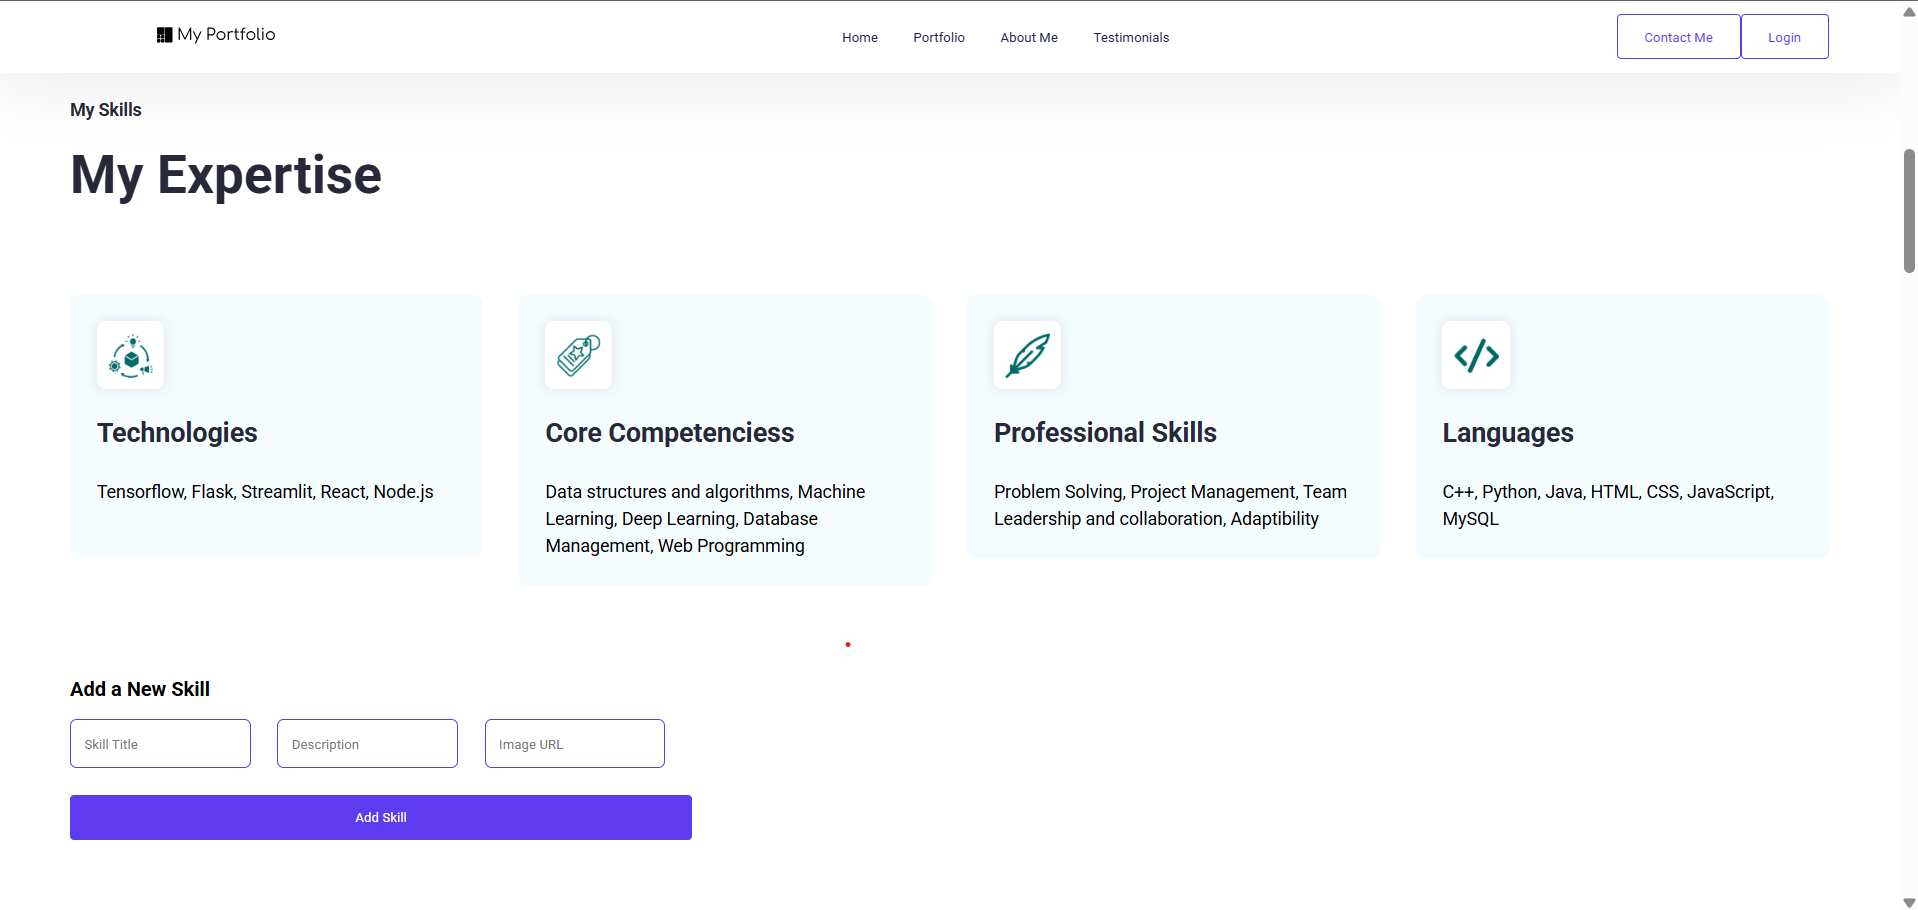 My Portfolio
Home
Portfolio
About Me
Testimonials
Contact Me
Login
My Skills
My Expertise
Technologies
Tensorflow, Flask, Streamlit, React, Node.js
Core Competenciess
Data structures and algorithms, Machine
Learning, Deep Learning, Database
Management, Web Programming
Professional Skills
Problem Solving, Project Management, Team
Leadership and collaboration, Adaptibility
Languages
C++, Python, Java, HTML, CSS, JavaScript,
MySQL
Add a New Skill
Skill Title
Description
Image URL
Add Skill